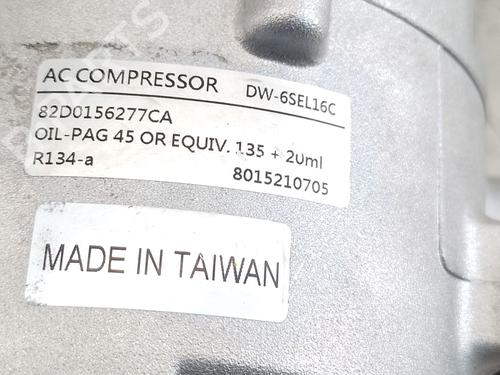 AC COMPRESSOR DW-6SEL16C
82D0156277CA
OIL-PAG 45 OR EQUIV. 135 + 20ml
R134-a 8015210705
MADE IN TAIWAN